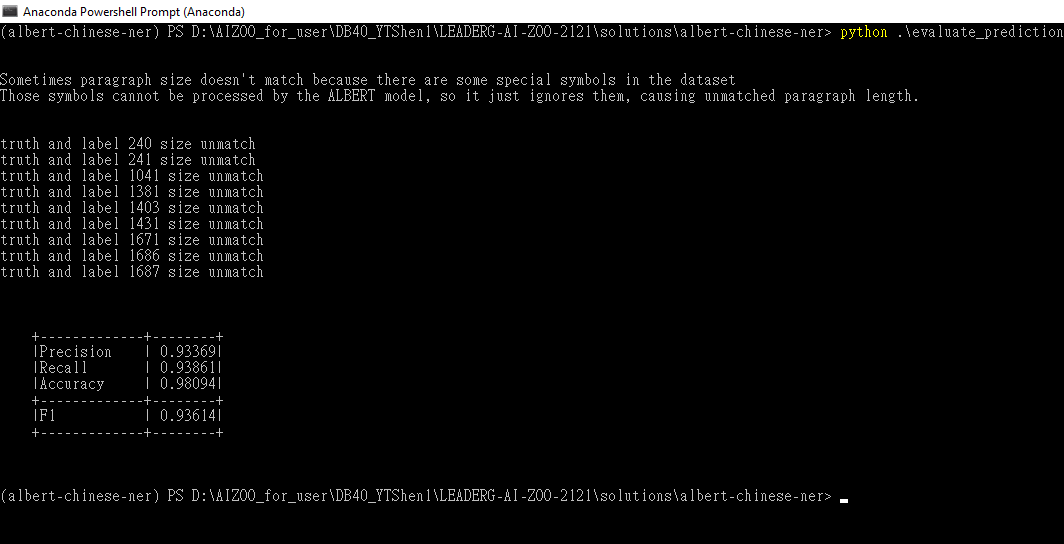 Anaconda Powershell Prompt (Anaconda)
(albert-chinese-ner) PS D:\AIZOO_for_user\DB40_YTShen1\LEADERG-AI-ZOO-2121\solutions\albert-chinese-ner> python .\evaluate_prediction
Sometimes paragraph size doesn't match because there are some special symbols in the dataset
Those symbols cannot be processed by the ALBERT model, so it just ignores them, causing unmatched paragraph length.
truth and label 240 size unmatch
truth and label 241 size unmatch
truth and label 1041 size unmatch
truth and label 1381 size unmatch
truth and label 1403 size unmatch
truth and label 1431 size unmatch
truth and label 1671 size unmatch
truth and label 1686 size unmatch
truth and label 1687 size unmatch
+-------------+--------+
|Precision    | 0.93369|
|Recall       | 0.93861|
|Accuracy     | 0.98094|
+-------------+--------+
|F1           | 0.93614|
+-------------+--------+
(albert-chinese-ner) PS D:\AIZOO_for_user\DB40_YTShen1\LEADERG-AI-ZOO-2121\solutions\albert-chinese-ner>